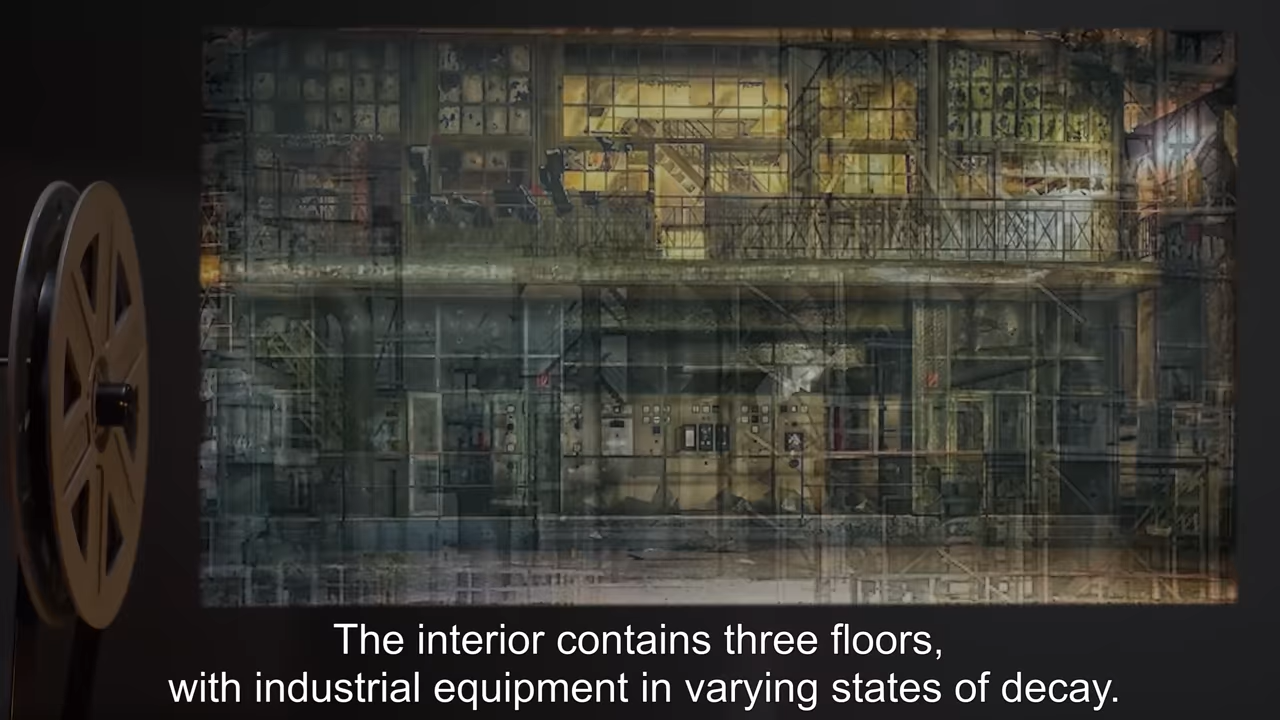 The interior contains three floors,
with industrial equipment in varying states of decay.